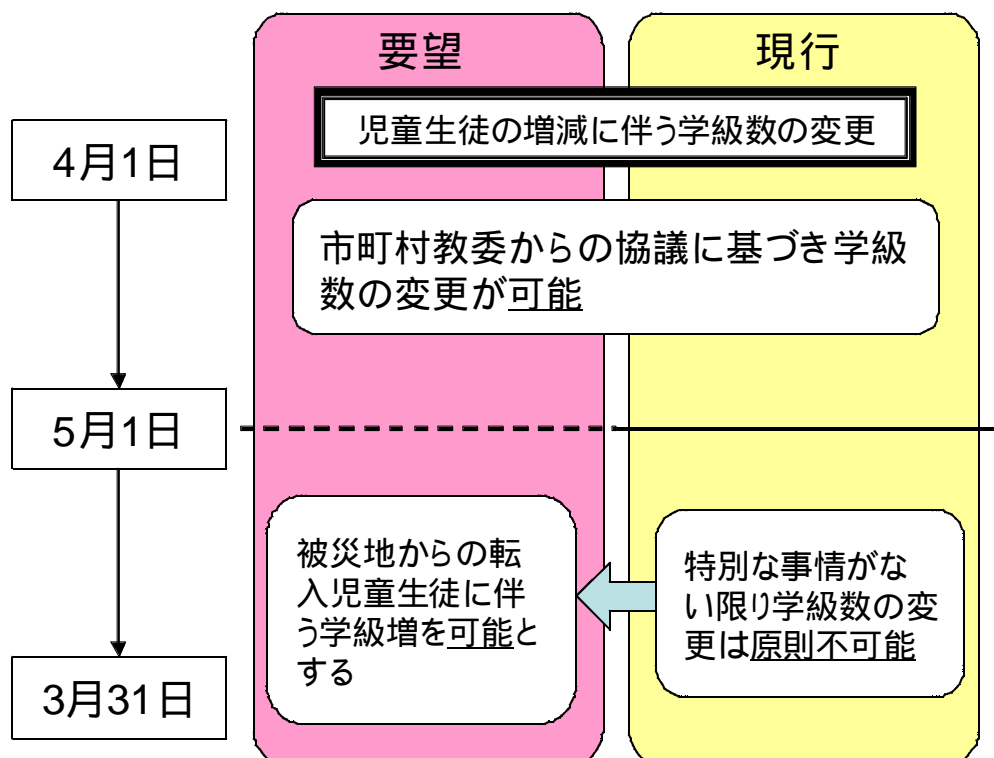 要望
現行
児童生徒の増減に伴う学級数の変更
4月1日
市町村教委からの協議に基づき学級
数の変更が可能
5月1日
被災地からの転
入児童生徒に伴
う学級増を可能と
する
特別な事情がな
い限り学級数の変
更は原則不可能
3月31日